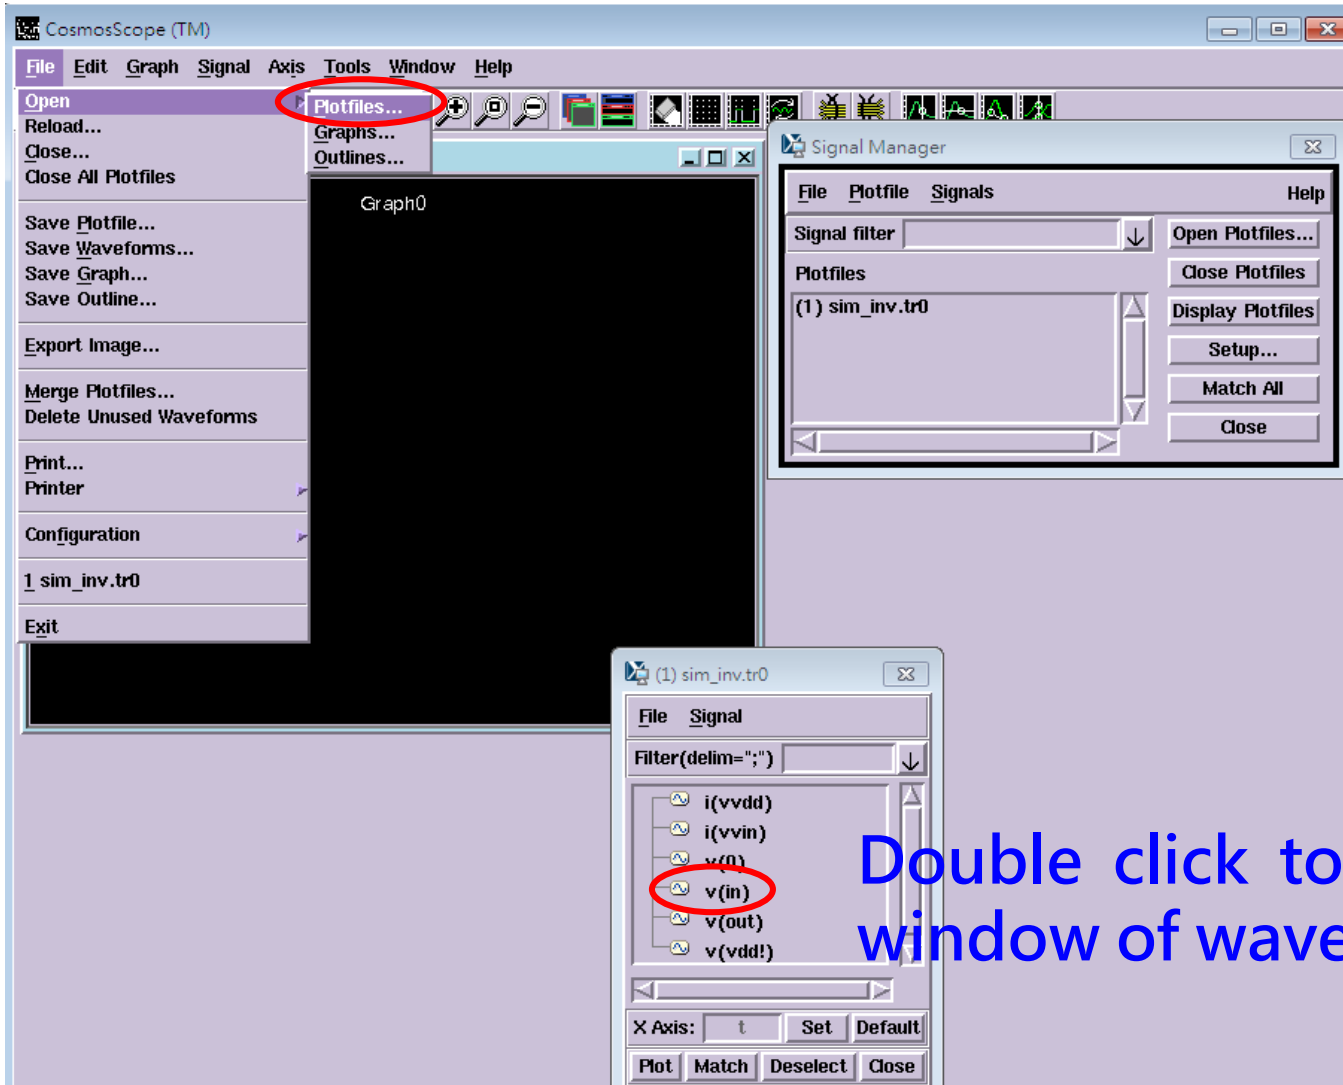 CosmosScope (TM)
File Edit Graph Signal Axis Tools Window Help
Open
Reload...
Close...
Close All Plotfiles
Save Plotfile...
Save Waveforms...
Save Graph...
Save Outline...
Export Image...
Merge Plotfiles...
Delete Unused Waveforms
Print...
Printer
Configuration
1 sim_inv.tr0
Exit
Plotfiles...
Graphs...
Outlines...
Graph0
Signal Manager
File Plotfile Signals Help
Signal filter
Open Plotfiles...
Plotfiles
Close Plotfiles
(1) sim_inv.tr0
Display Plotfiles
Setup...
Match All
Close
(1) sim_inv.tr0
File Signal
Filter(delim=";")
i(vvdd)
i(vvin)
v(0)
v(in)
v(out)
v(vdd!)
X Axis: t Set Default
Plot Match Deselect Close
Double click to
window of wave